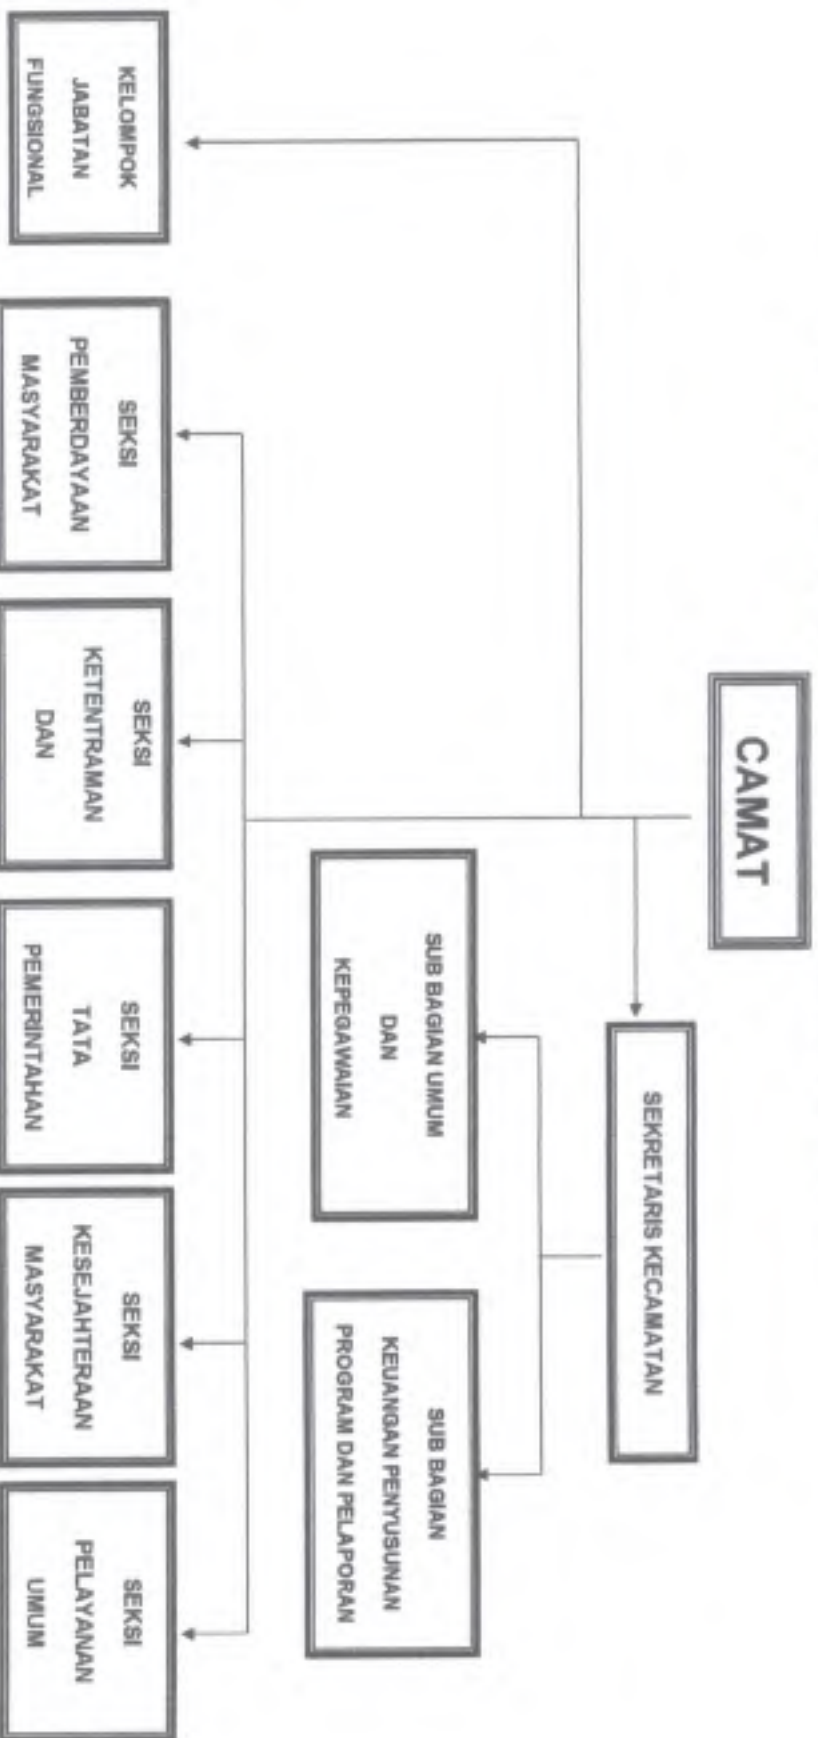 CAMAT
SEKRETARIS KECAMATAN
SUB BAGIAN UMUM
DAN
KEPEGAWAIAN
SUB BAGIAN
KEUANGAN PENYUSUNAN
PROGRAM DAN PELAPORAN
KELOMPOK
JABATAN
FUNGSIONAL
SEKSI
PEMBERDAYAAN
MASYARAKAT
SEKSI
KETENTRAMAN
DAN
SEKSI
TATA
PEMERINTAHAN
SEKSI
KESEJAHTERAAN
MASYARAKAT
SEKSI
PELAYANAN
UMUM